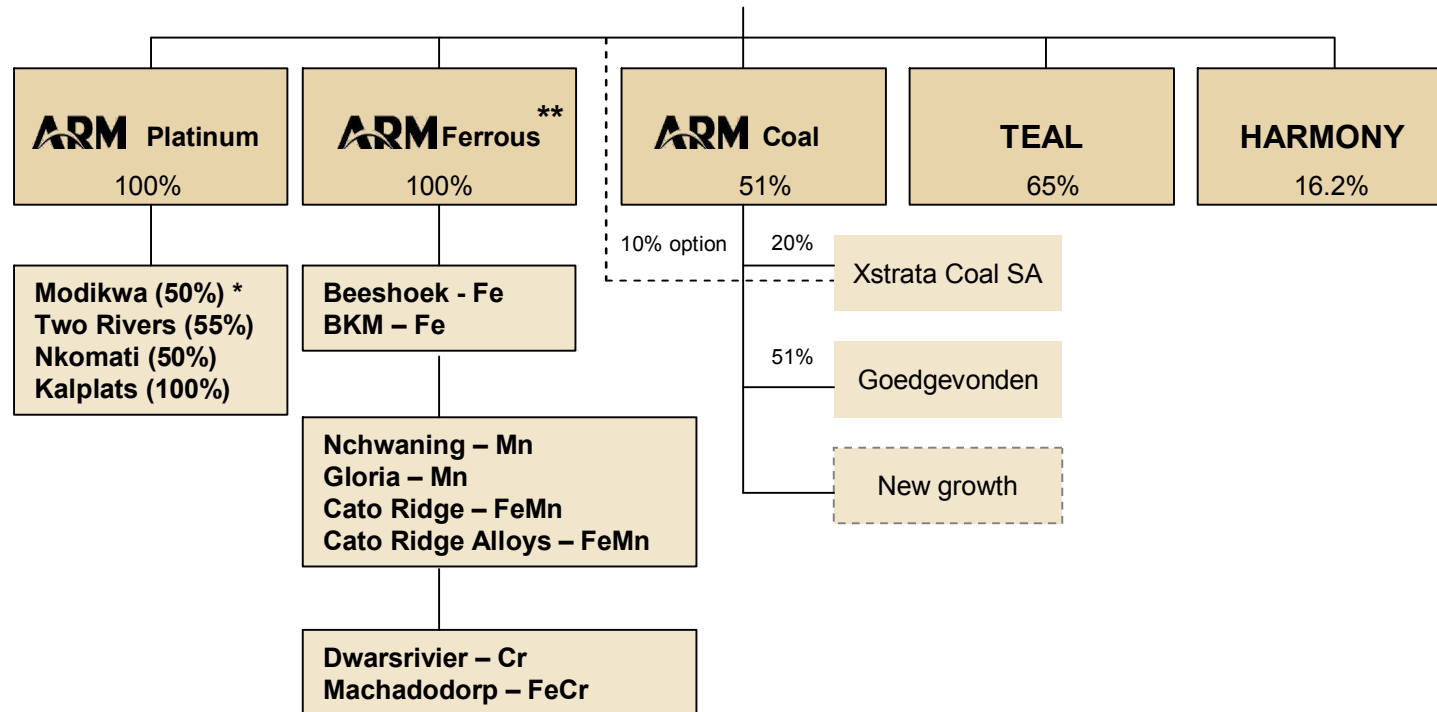 ARM Platinum
100%
ARM Ferrous **
100%
ARM Coal
51%
TEAL
65%
HARMONY
16.2%
Modikwa (50%) *
Two Rivers (55%)
Nkomati (50%)
Kalplats (100%)
Beeshoek - Fe
BKM – Fe
Nchwaning – Mn
Gloria – Mn
Cato Ridge – FeMn
Cato Ridge Alloys – FeMn
Dwarsrivier – Cr
Machadodorp – FeCr
10% option
20%
Xstrata Coal SA
51%
Goedgevonden
New growth